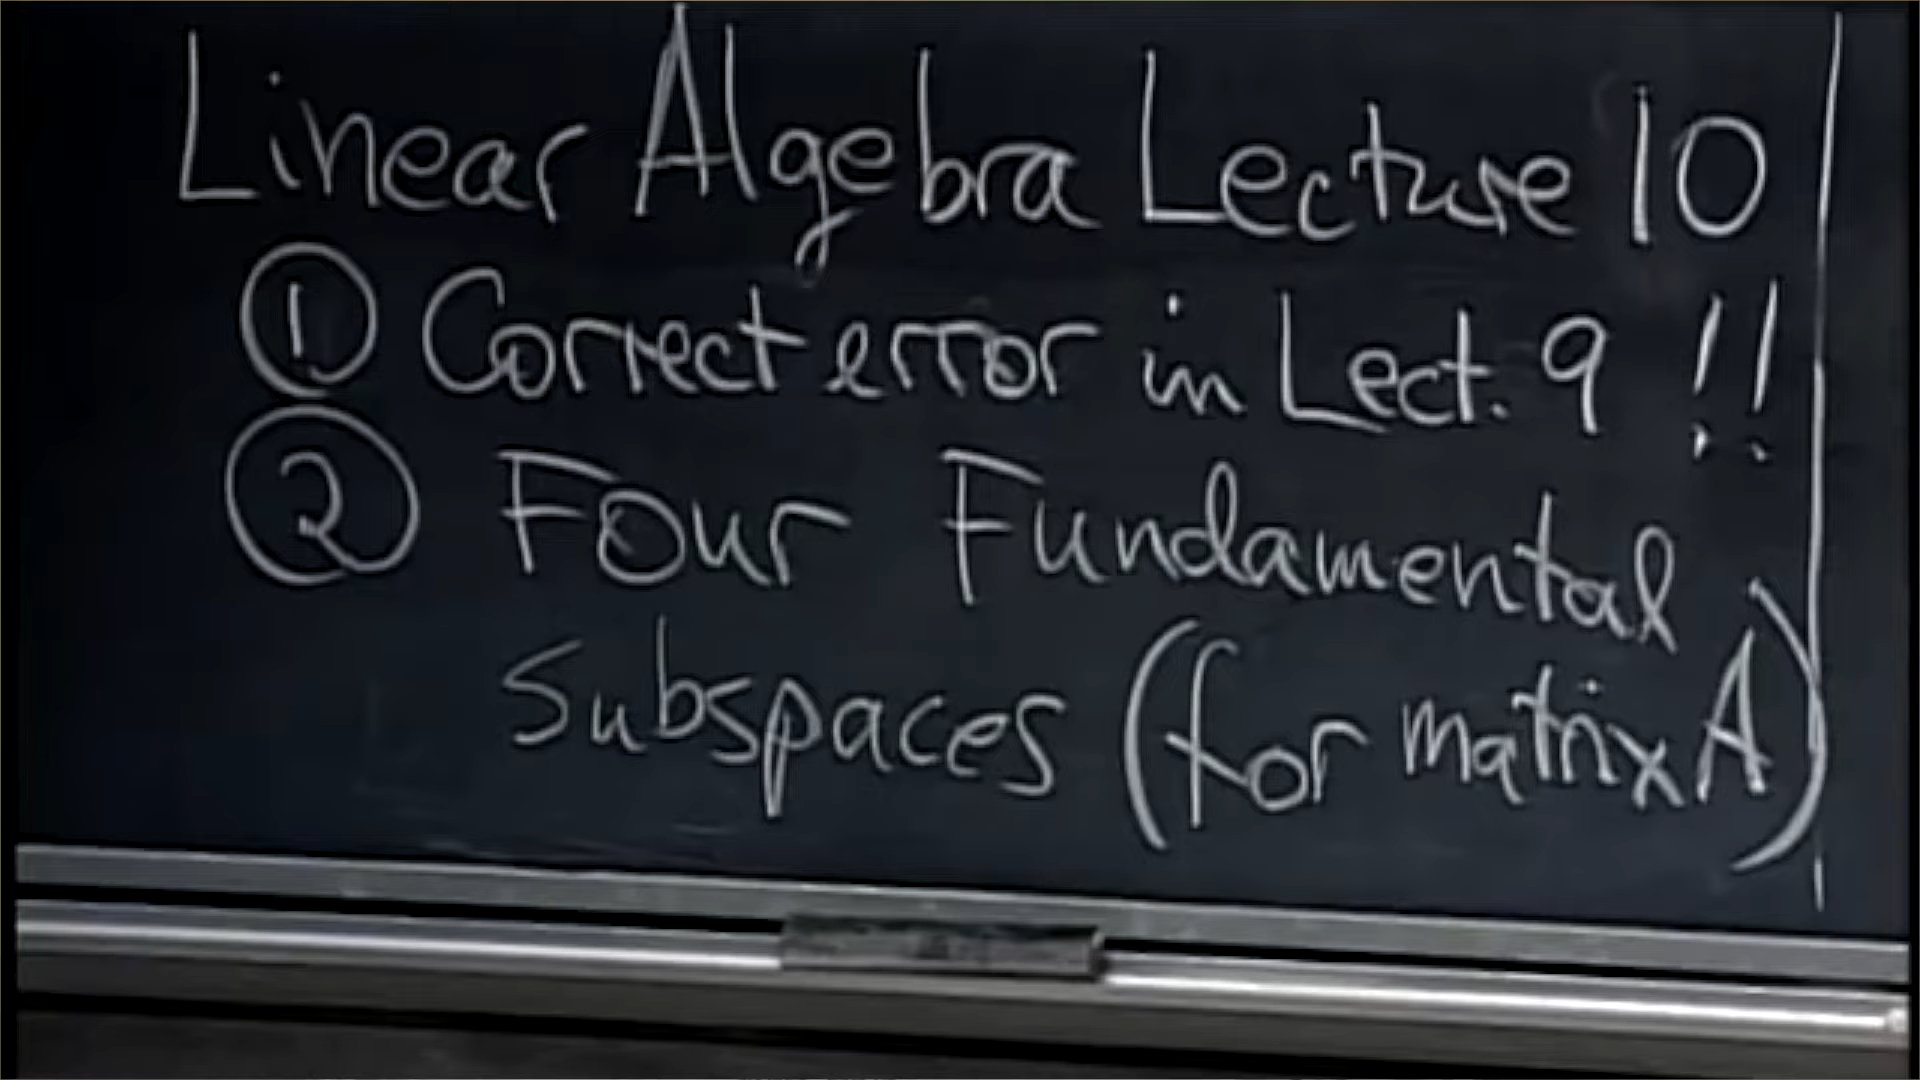 Linear Algebra Lecture 10
① Correct error in Lect. 9 !!
② Four Fundamental
Subspaces (for matrix A)